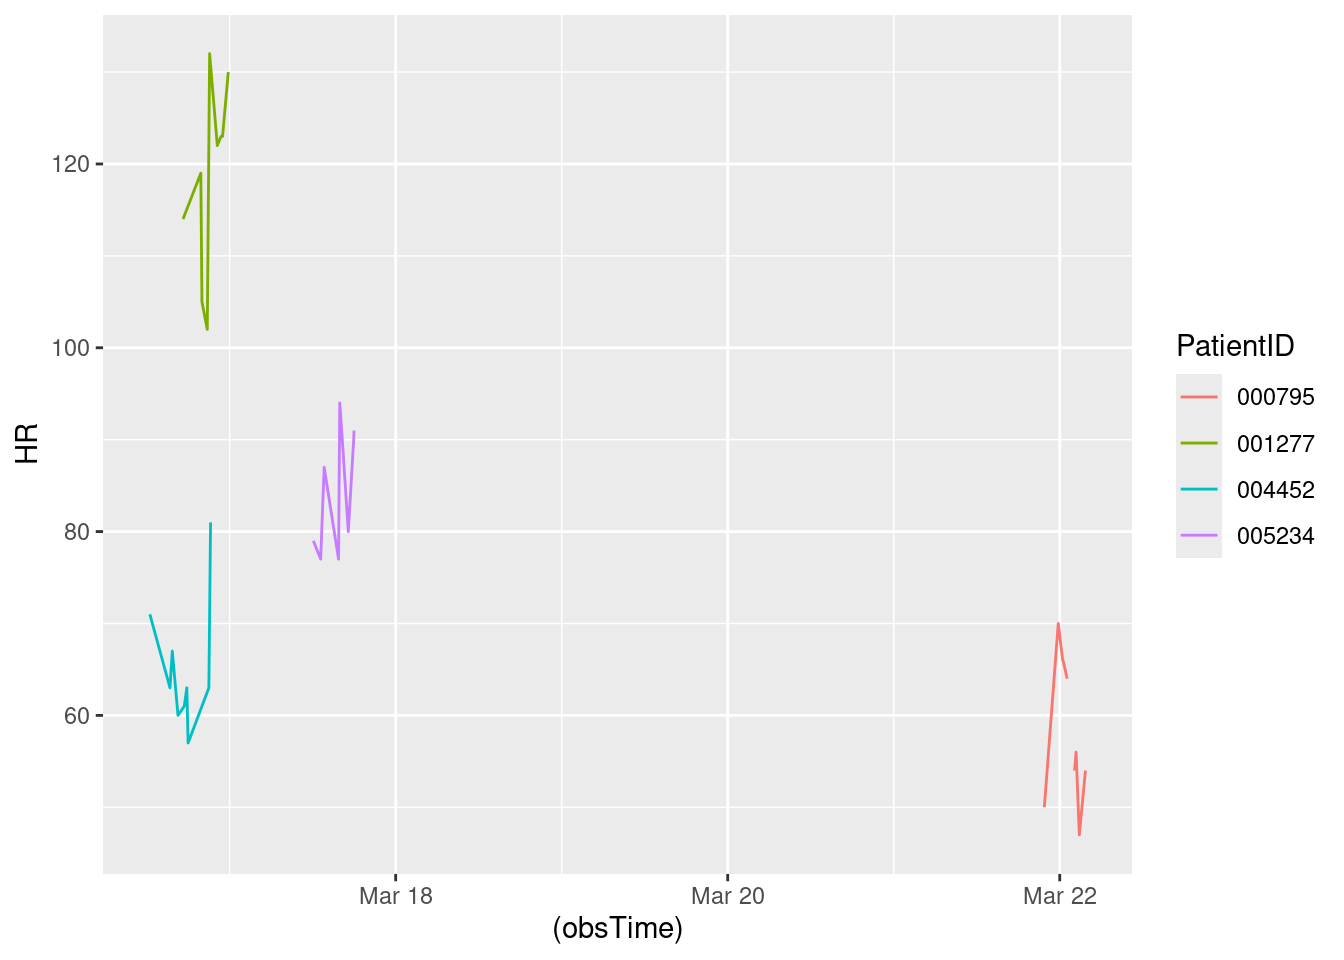 HR
120
100
80
60
Mar 18
Mar 20
Mar 22
(obsTime)
PatientID
000795
001277
004452
005234